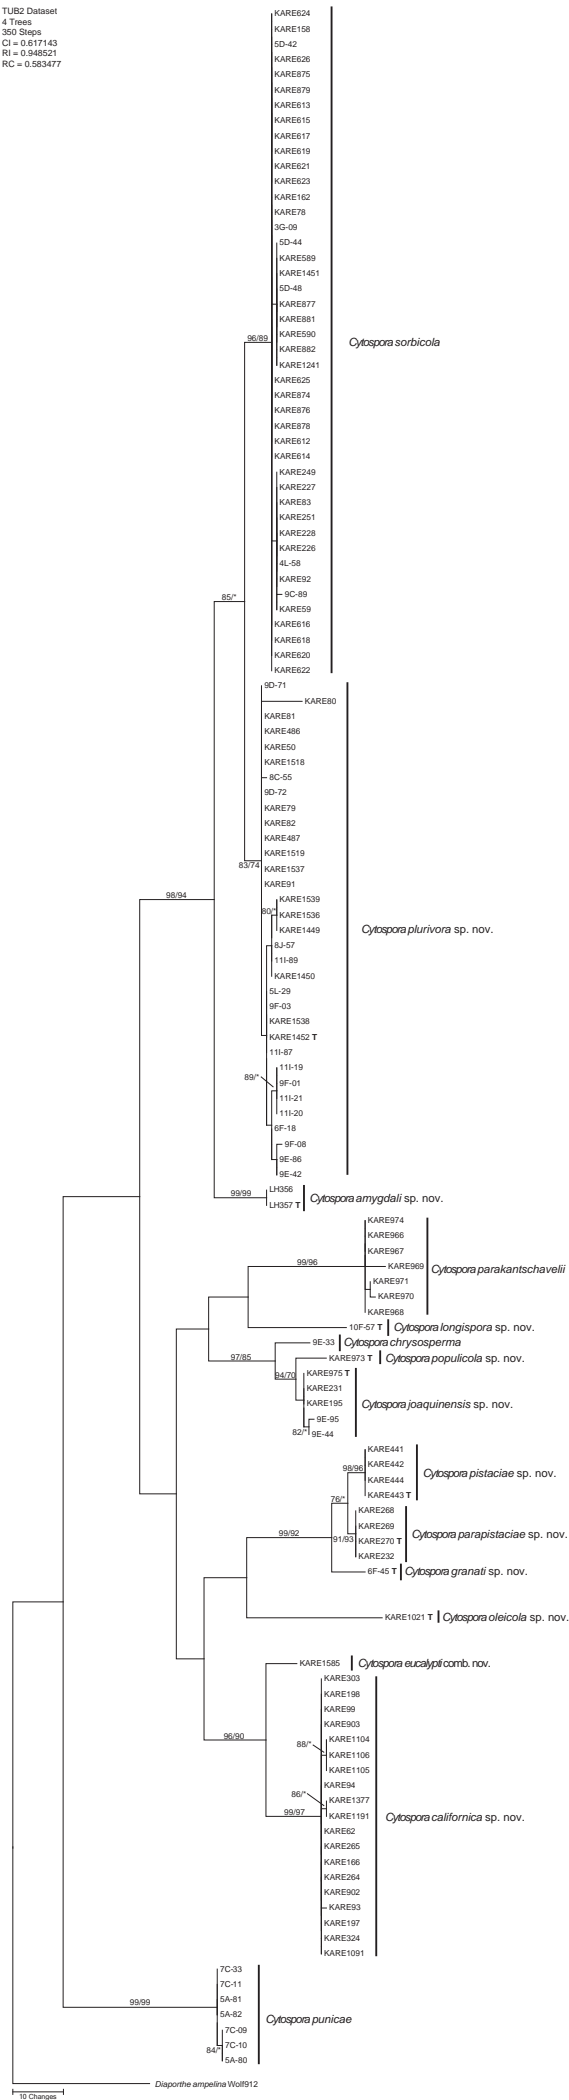 TUB2 Dataset
4 Trees
350 Steps
CI = 0.617143
RI = 0.948521
RC = 0.583477
KARE624
KARE158
5D-42
KARE626
KARE875
KARE879
KARE613
KARE615
KARE617
KARE619
KARE621
KARE623
KARE162
KARE78
3G-09
5D-44
KARE589
KARE1451
5D-48
KARE877
KARE881
KARE590
96/89
Cytospora sorbicola
KARE882
KARE1241
KARE625
KARE874
KARE876
KARE878
KARE612
KARE614
KARE249
KARE227
KARE83
KARE251
KARE228
KARE226
4L-58
KARE92
9C-89
85/*
KARE59
KARE616
KARE618
KARE620
KARE622
9D-71
KARE80
KARE81
KARE486
KARE50
KARE1518
8C-55
9D-72
KARE79
KARE82
KARE487
KARE1519
83/74
KARE1537
KARE91
98/94
KARE1539
80/*
KARE1536
KARE1449
Cytospora plurivora sp. nov.
8J-57
11I-89
KARE1450
5L-29
9F-03
KARE1538
KARE1452 T
11I-87
11I-19
89/*
9F-01
11I-21
11I-20
6F-18
9F-08
9E-86
9E-42
LH356
99/99
Cytospora amygdali sp. nov.
LH357 T
KARE974
KARE966
KARE967
99/96
KARE969
Cytospora parakantschavelii
KARE971
KARE970
KARE968
10F-57 T
Cytospora longispora sp. nov.
9E-33
Cytospora chrysosperma
97/85
KARE973 T
Cytospora populicola sp. nov.
94/70
KARE975 T
KARE231
KARE195
Cytospora joaquinensis sp. nov.
9E-95
82/*
9E-44
KARE441
KARE442
98/96
Cytospora pistaciae sp. nov.
KARE444
KARE443 T
76/*
KARE268
KARE269
99/92
Cytospora parapistaciae sp. nov.
91/93
KARE270 T
KARE232
6F-45 T
Cytospora granati sp. nov.
KARE1021 T
Cytospora oleicola sp. nov.
KARE1585
Cytospora eucalypti comb. nov.
KARE303
KARE198
KARE99
KARE903
96/90
KARE1104
88/*
KARE1106
KARE1105
KARE94
86/*
KARE1377
99/97
KARE1191
Cytospora californica sp. nov.
KARE62
KARE265
KARE166
KARE264
KARE902
KARE93
KARE197
KARE324
KARE1091
7C-33
7C-11
5A-81
99/99
5A-82
Cytospora punicae
7C-09
7C-10
84/*
5A-80
Diaporthe ampelina Wolf912
10 Changes